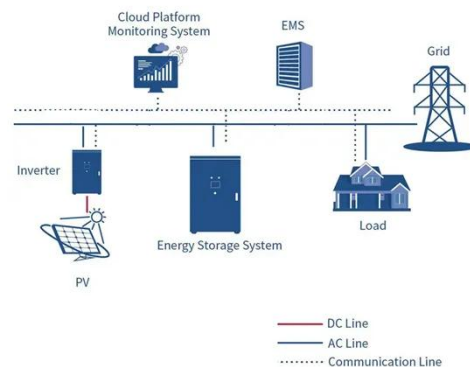 Cloud Platform
Monitoring System
EMS
Grid
Inverter
Energy Storage System
Load
PV
DC Line
AC Line
Communication Line